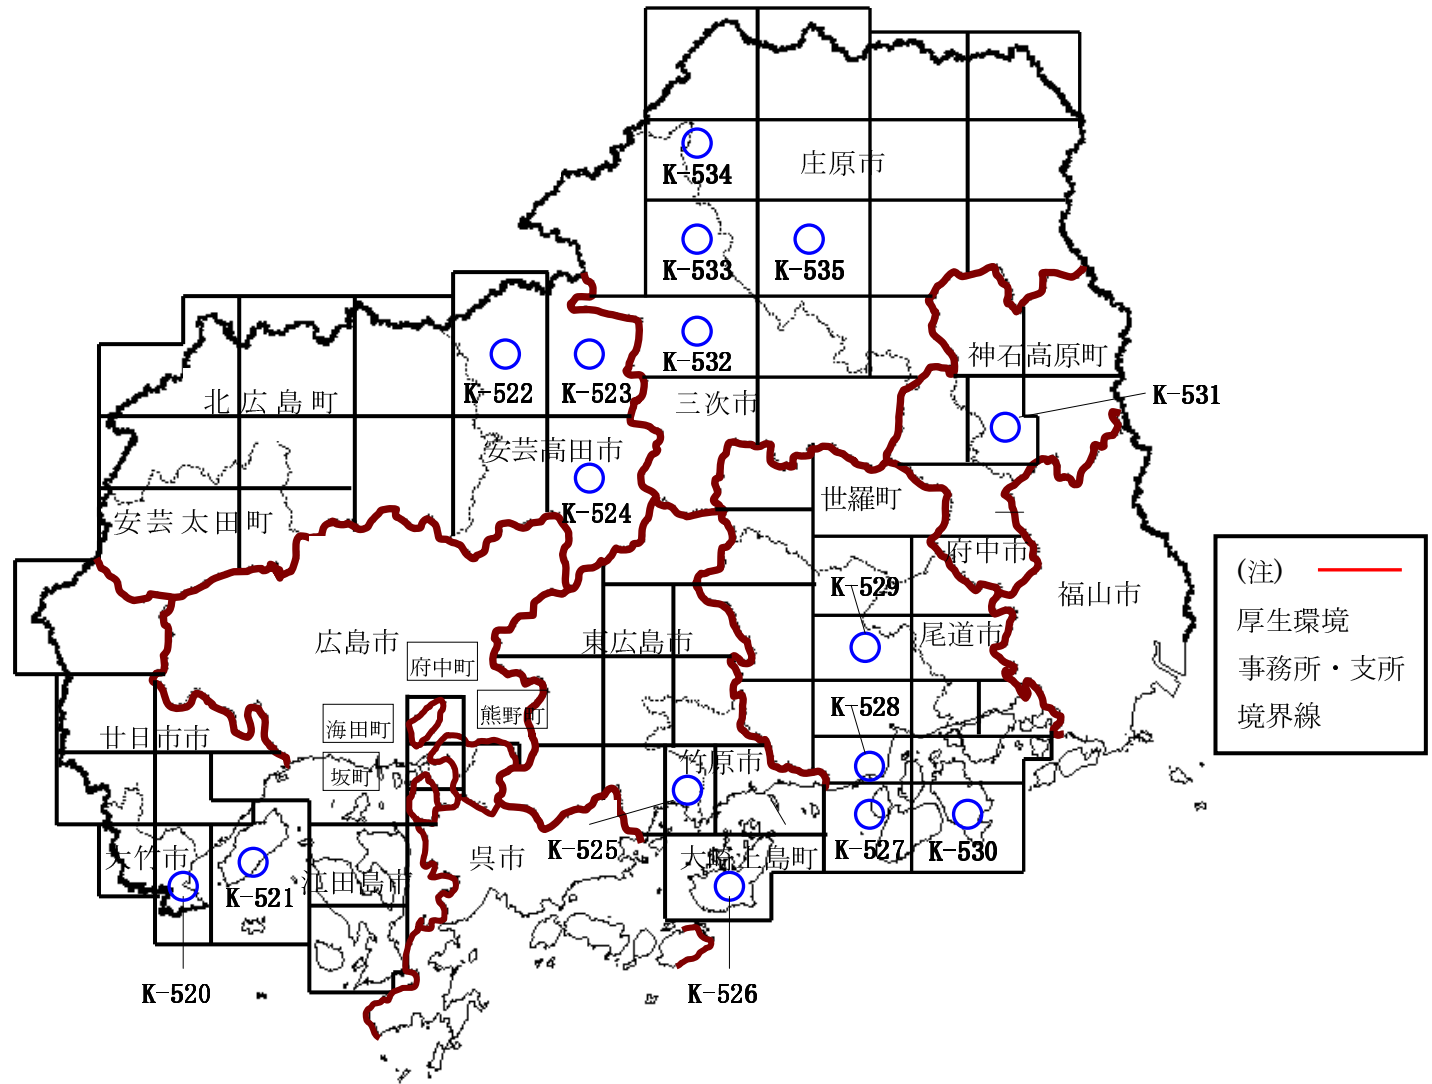 K-534
庄原市
K-533
K-535
K-532
神石高原町
K-522
K-523
K-531
北広島町
三次市
安芸高田市
世羅町
K-524
安芸太田町
府中市
(注)
K-529
福山市
厚生環境
広島市
東広島市
尾道市
府中町
事務所・支所
K-528
熊野町
境界線
海田町
廿日市市
竹原市
坂町
K-525
K-527
K-530
大竹市
呉市
大崎上島町
K-521
江田島市
K-520
K-526